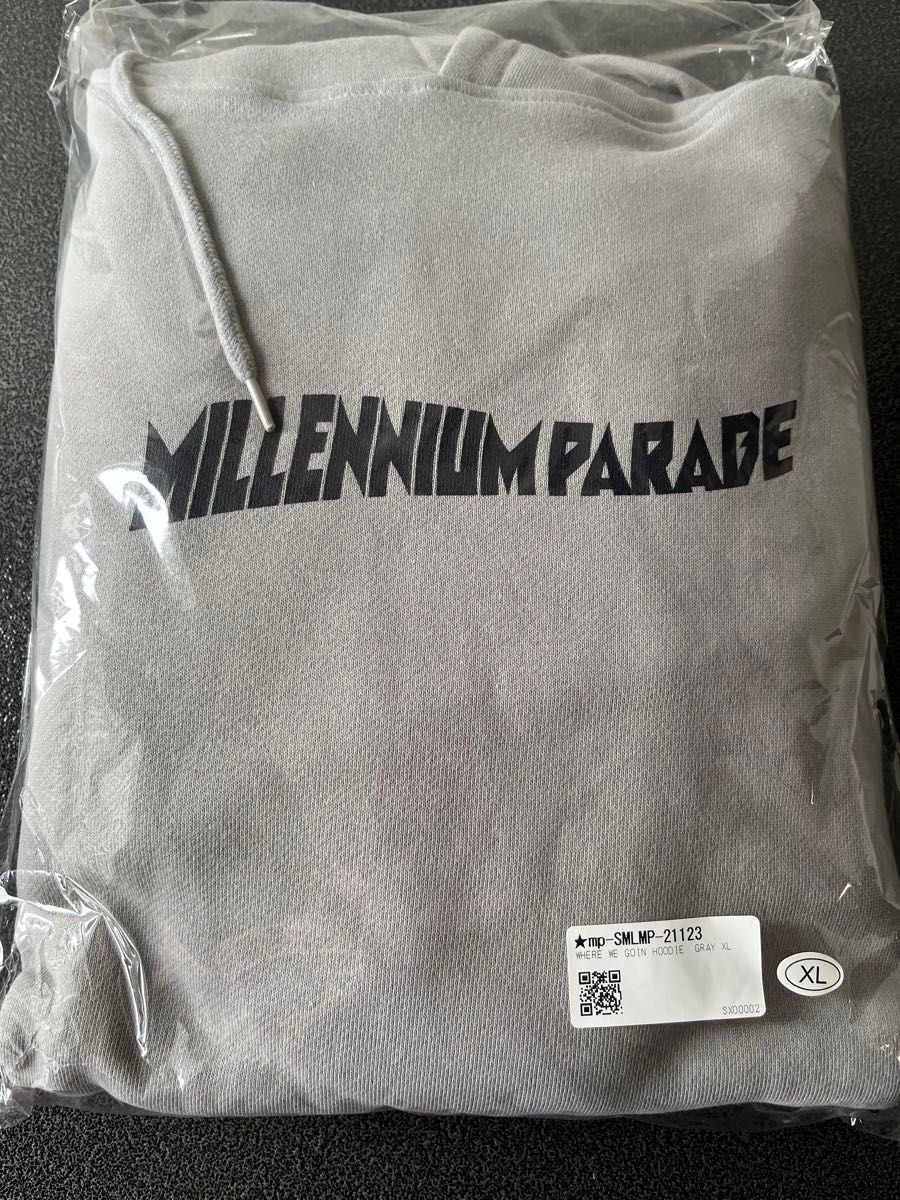 MILLENNIUM PARADE
★mp-SMLMP-21123
WHERE WE GOIN HOODIE GRAY XL
SX00002
XL